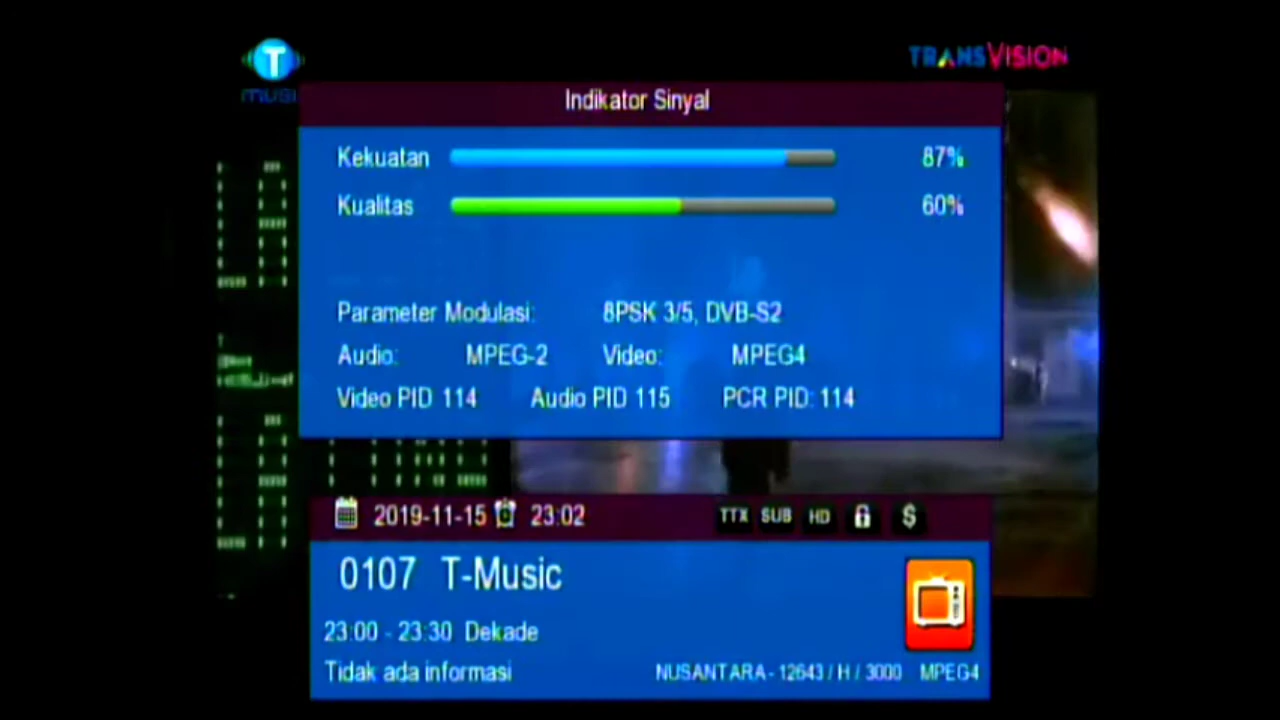 T
TRANSVISION
MUSI
Indikator Sinyal
Kekuatan 87%
Kualitas 60%
Parameter Modulasi: 8PSK 3/5, DVB-S2
Audio: MPEG-2 Video: MPEG4
Video PID 114 Audio PID 115 PCR PID: 114
2019-11-15 23:02 TTX SUB HD $
0107 T-Music
23:00 - 23:30 Dekade
Tidak ada informasi NUSANTARA - 12643 / H / 3000 MPEG4